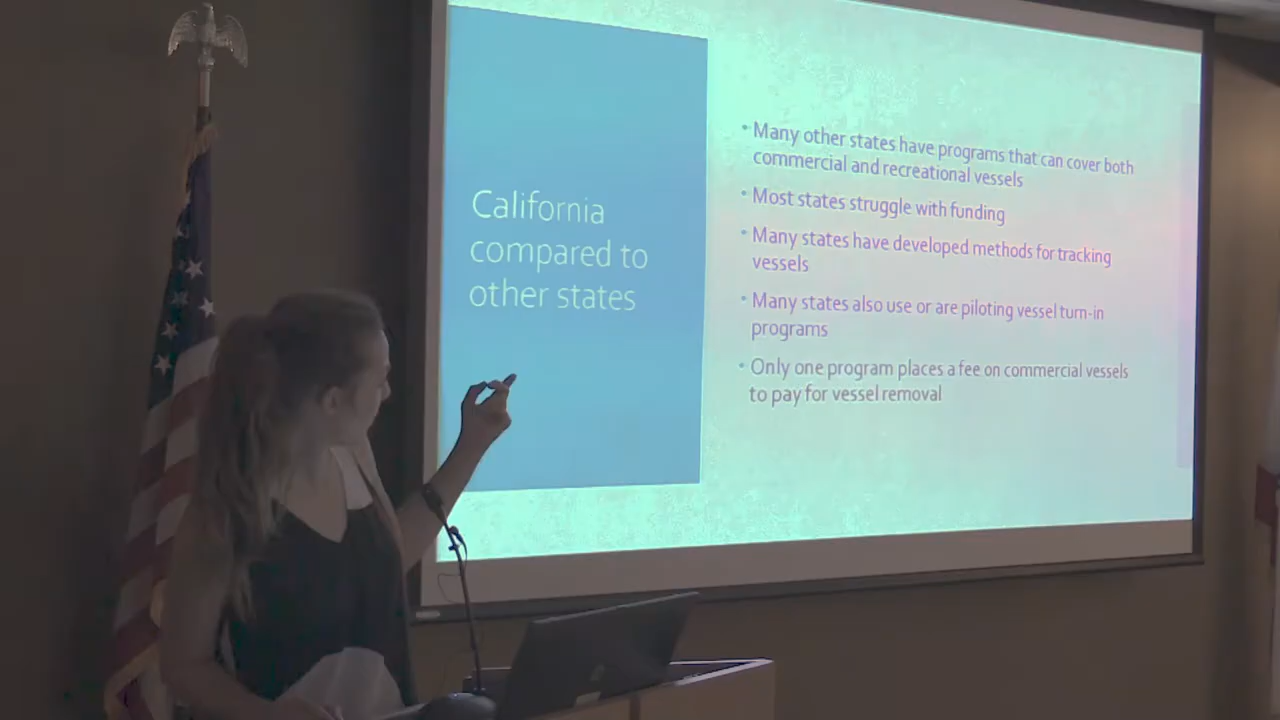 California
compared to
other states
• Many other states have programs that can cover both
commercial and recreational vessels
• Most states struggle with funding
• Many states have developed methods for tracking
vessels
• Many states also use or are piloting vessel turn-in
programs
• Only one program places a fee on commercial vessels
to pay for vessel removal